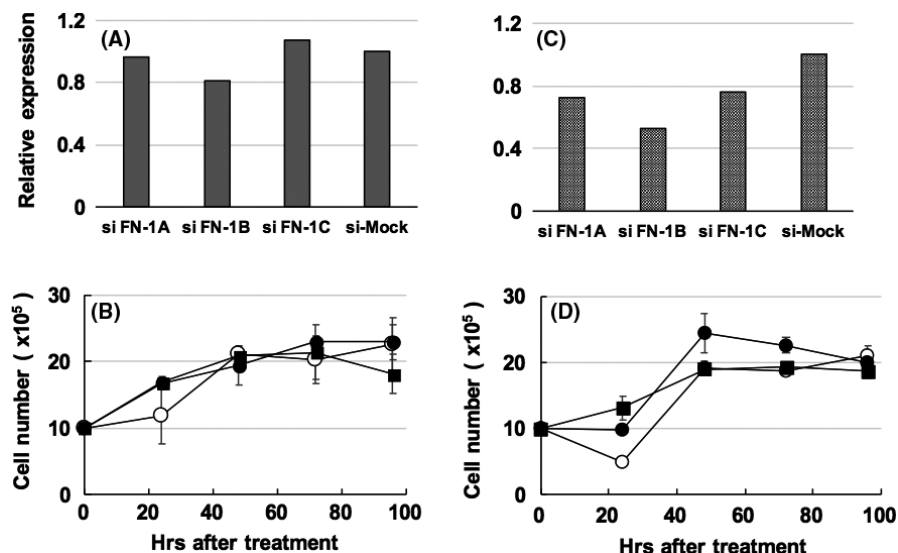 (A)
Relative expression
1.2
0.8
0.4
0
si FN-1A si FN-1B si FN-1C si-Mock
(C)
1.2
0.8
0.4
0
si FN-1A si FN-1B si FN-1C si-Mock
(B)
Cell number ( x10⁵)
30
20
10
0
0 20 40 60 80 100
Hrs after treatment
(D)
Cell number ( x10⁵)
30
20
10
0
0 20 40 60 80 100
Hrs after treatment